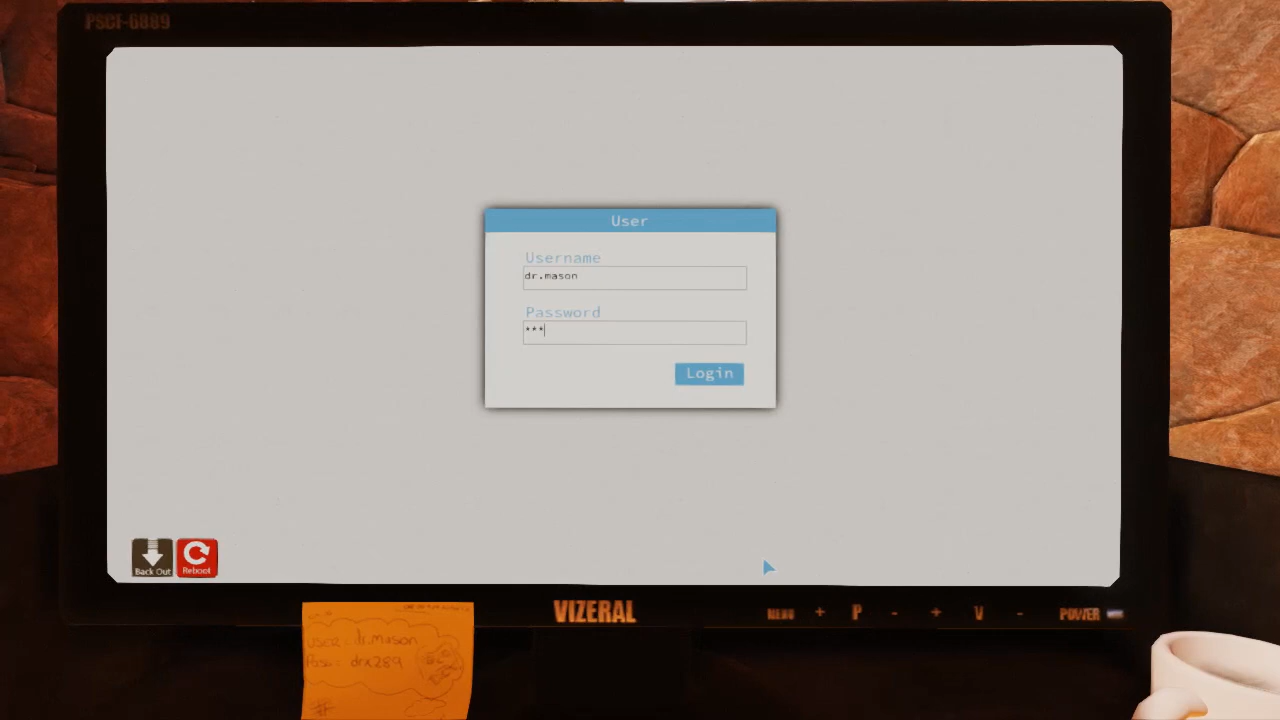 PSCF-6889
User
Username
dr.mason
Password
***
Login
Back Out
Reboot
VIZERAL
MENU + P - + V - POWER
user: dr.mason
Pass: drx289
#